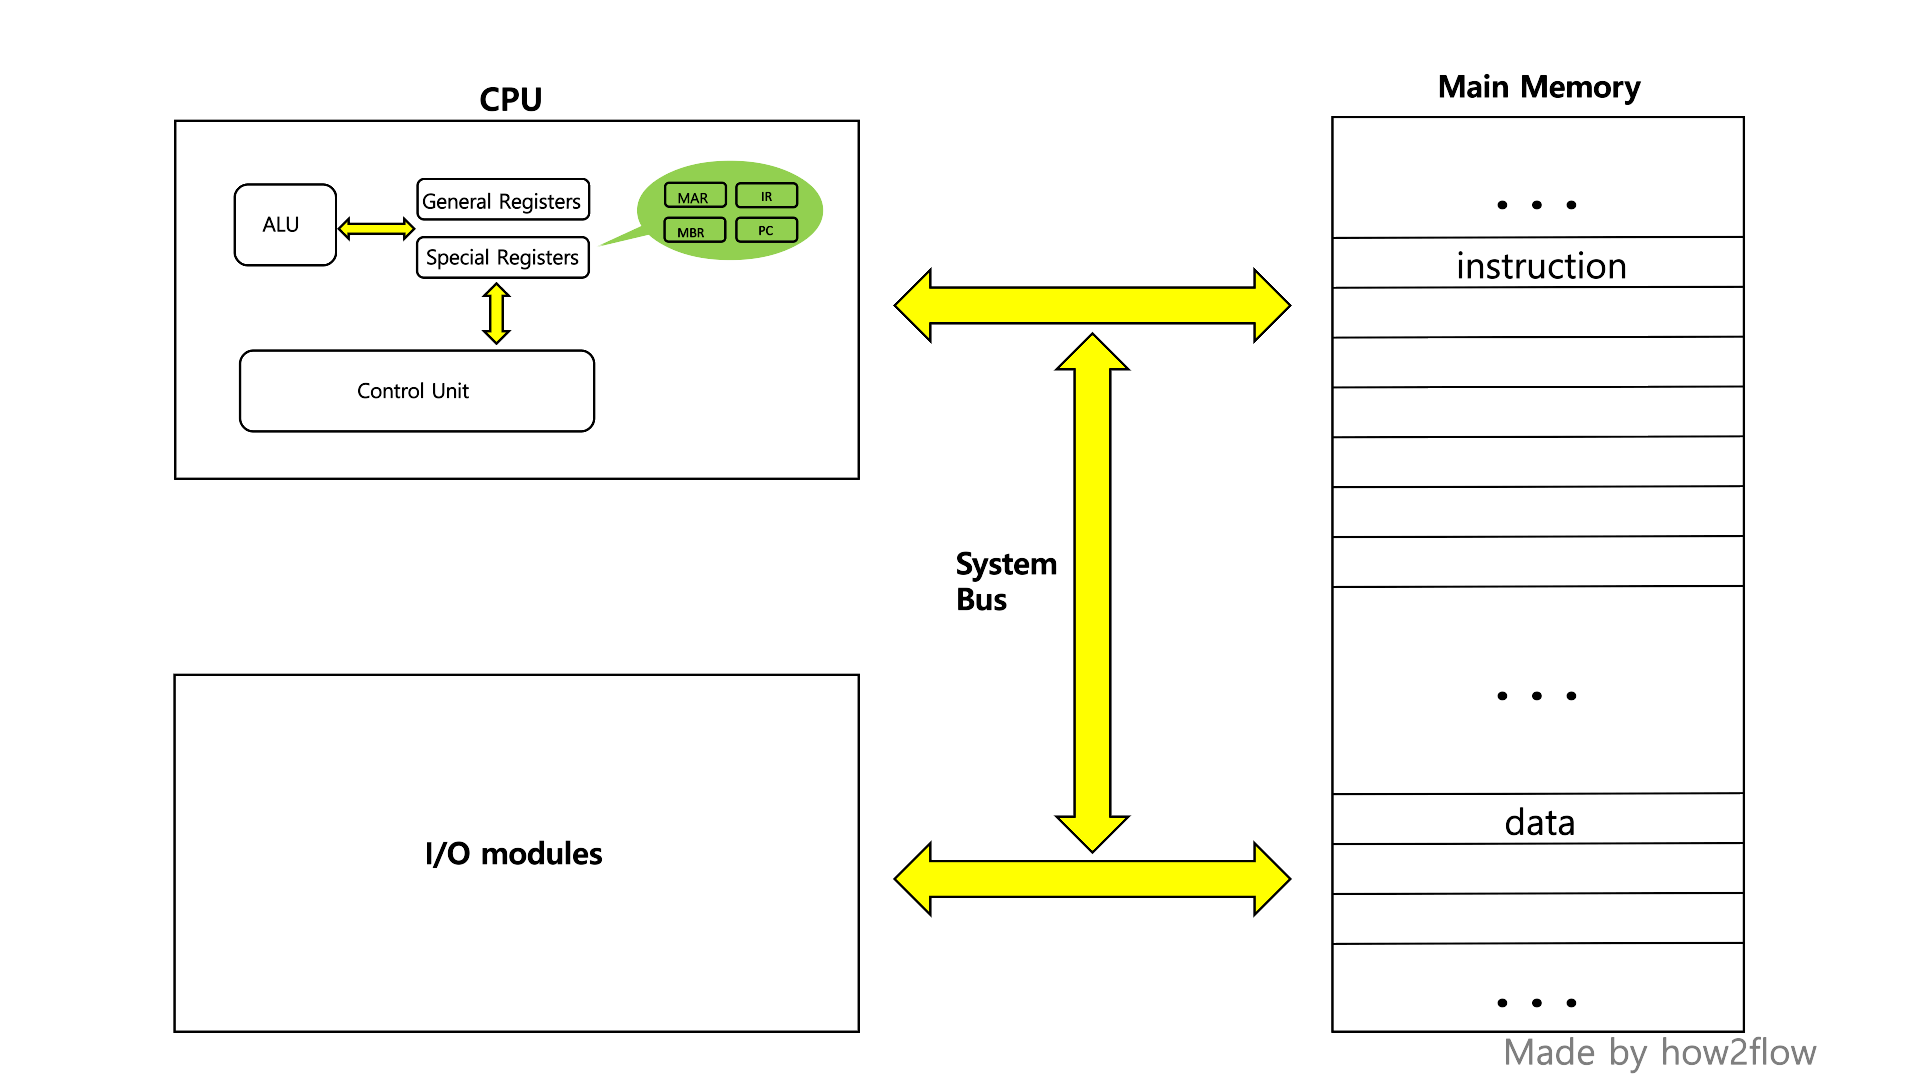 CPU
ALU
General Registers
Special Registers
MAR
IR
MBR
PC
Control Unit
I/O modules
System
Bus
Main Memory
. . .
instruction
. . .
data
. . .
Made by how2flow